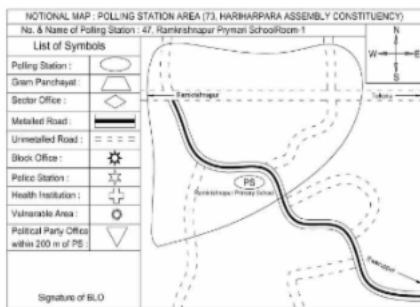 NOTIONAL MAP : POLLING STATION AREA (73, HARIHARPARA ASSEMBLY CONSTITUENCY)
No. & Name of Polling Station : 47, Ramkrishnapur Prymari SchoolRoom-1
List of Symbols
Polling Station :
Gram Panchayat :
Sector Office :
Metalled Road :
Unmetalled Road :
Block Office :
Police Station :
Health Institution :
Vulnarable Area :
Political Party Office
within 200 m of PS :
Signature of BLO
N
W
E
S
Ramkrishnapur
PS
Ramkrishnapur Primary School